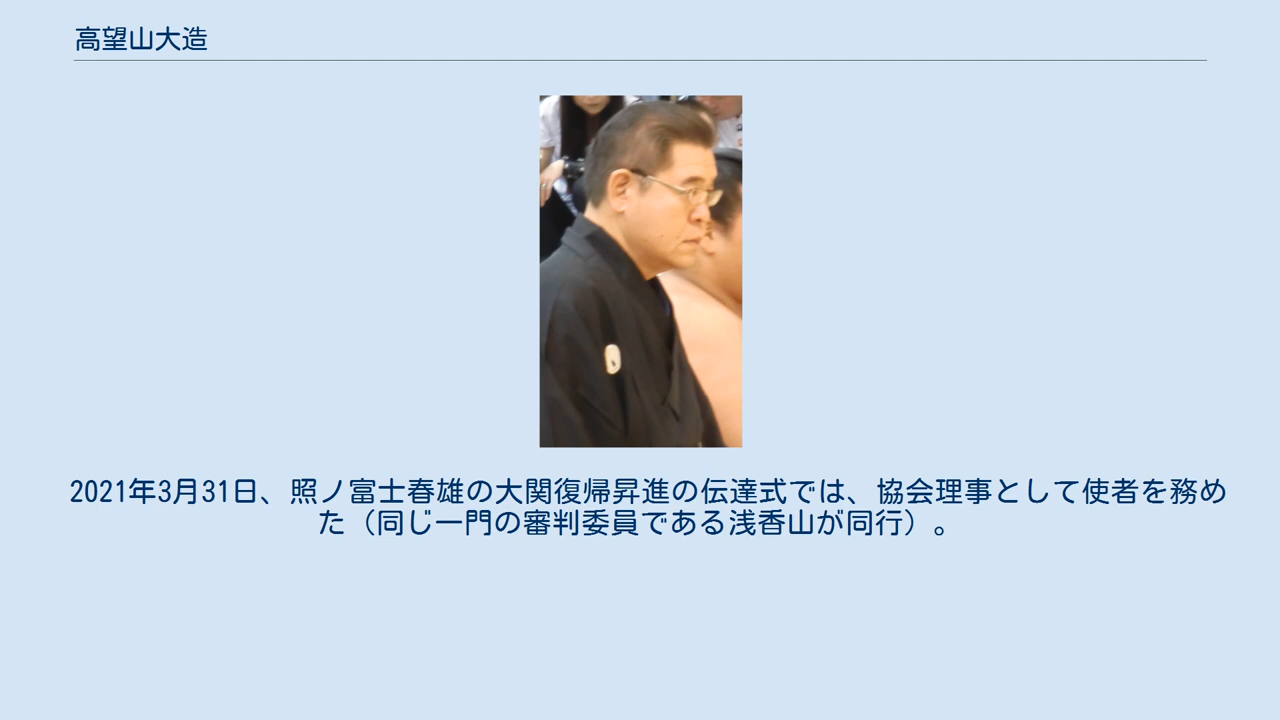 高望山大造
2021年3月31日、照ノ富士春雄の大関復帰昇進の伝達式では、協会理事として使者を務め
た（同じ一門の審判委員である浅香山が同行）。